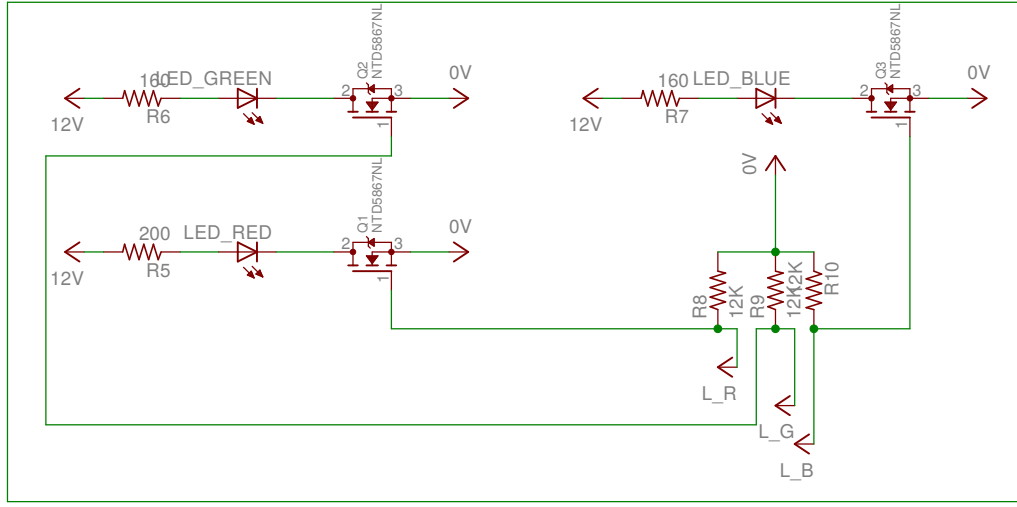 160
LED_GREEN
Q2
NTD5867NL
0V
12V
R6
2
3
1
160
LED_BLUE
Q3
NTD5867NL
0V
12V
R7
2
3
1
200
LED_RED
Q1
NTD5867NL
0V
12V
R5
2
3
1
0V
R8
12K
R9
12K
12K
R10
L_R
L_G
L_B